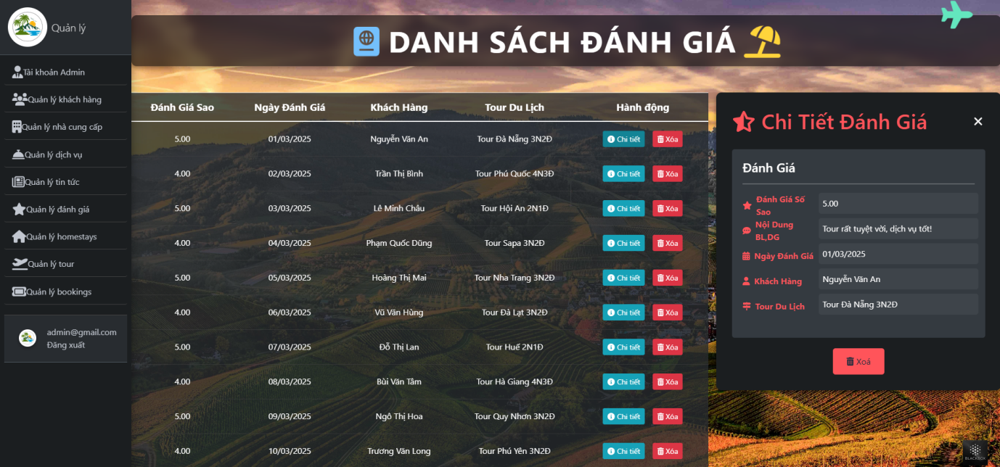 Quản lý
Tài khoản Admin
Quản lý khách hàng
Quản lý nhà cung cấp
Quản lý dịch vụ
Quản lý tin tức
Quản lý đánh giá
Quản lý homestays
Quản lý tour
Quản lý bookings
admin@gmail.com
Đăng xuất
DANH SÁCH ĐÁNH GIÁ
Đánh Giá Sao Ngày Đánh Giá Khách Hàng Tour Du Lịch Hành động
5.00 01/03/2025 Nguyễn Văn An Tour Đà Nẵng 3N2Đ Chi tiết Xóa
4.00 02/03/2025 Trần Thị Bình Tour Phú Quốc 4N3Đ Chi tiết Xóa
5.00 03/03/2025 Lê Minh Châu Tour Hội An 2N1Đ Chi tiết Xóa
4.00 04/03/2025 Phạm Quốc Dũng Tour Sapa 3N2Đ Chi tiết Xóa
5.00 05/03/2025 Hoàng Thị Mai Tour Nha Trang 3N2Đ Chi tiết Xóa
4.00 06/03/2025 Vũ Văn Hùng Tour Đà Lạt 3N2Đ Chi tiết Xóa
5.00 07/03/2025 Đỗ Thị Lan Tour Huế 2N1Đ Chi tiết Xóa
4.00 08/03/2025 Bùi Văn Tâm Tour Hà Giang 4N3Đ Chi tiết Xóa
5.00 09/03/2025 Ngô Thị Hoa Tour Quy Nhơn 3N2Đ Chi tiết Xóa
4.00 10/03/2025 Trương Văn Long Tour Phú Yên 3N2Đ Chi tiết Xóa
Chi Tiết Đánh Giá
Đánh Giá
Đánh Giá Số
Sao
5.00
Nội Dung
BL,DG
Tour rất tuyệt vời, dịch vụ tốt!
Ngày Đánh Giá 01/03/2025
Khách Hàng Nguyễn Văn An
Tour Du Lịch Tour Đà Nẵng 3N2Đ
Xoá
BLACKBOX